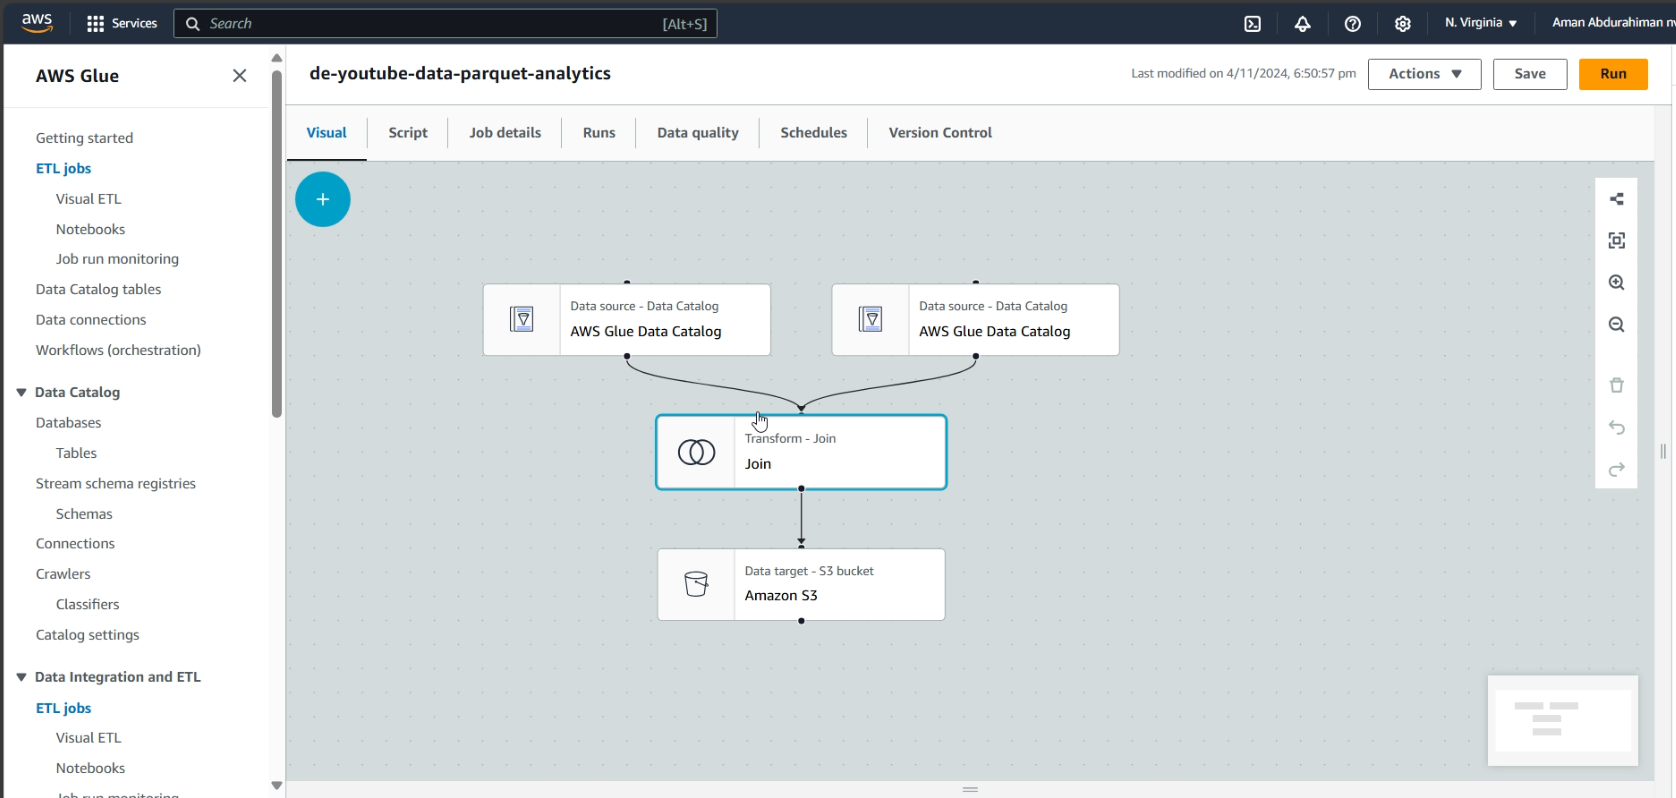 aws
Services
Search
[Alt+S]
N. Virginia
AWS Glue
de-youtube-data-parquet-analytics
Last modified on 4/11/2024, 6:50:57 pm
Actions
Save
Run
Visual
Script
Job details
Runs
Data quality
Schedules
Version Control
Getting started
ETL jobs
Visual ETL
Notebooks
Job run monitoring
Data Catalog tables
Data connections
Workflows (orchestration)
Data Catalog
Databases
Tables
Stream schema registries
Schemas
Connections
Crawlers
Classifiers
Catalog settings
Data Integration and ETL
ETL jobs
Visual ETL
Notebooks
Job run monitoring
Data source - Data Catalog
AWS Glue Data Catalog
Data source - Data Catalog
AWS Glue Data Catalog
Transform - Join
Join
Data target - S3 bucket
Amazon S3
Aman Abdurahiman